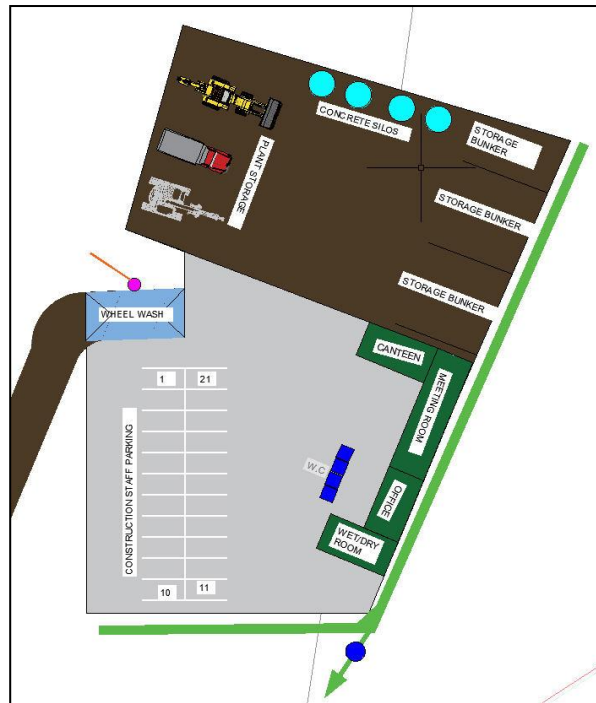 CONCRETE SILOS
STORAGE
BUNKER
PLANT STORAGE
STORAGE BUNKER
STORAGE BUNKER
WHEEL WASH
CANTEEN
MEETING ROOM
1
21
CONSTRUCTION STAFF PARKING
W.C
OFFICE
WET/DRY
ROOM
10
11